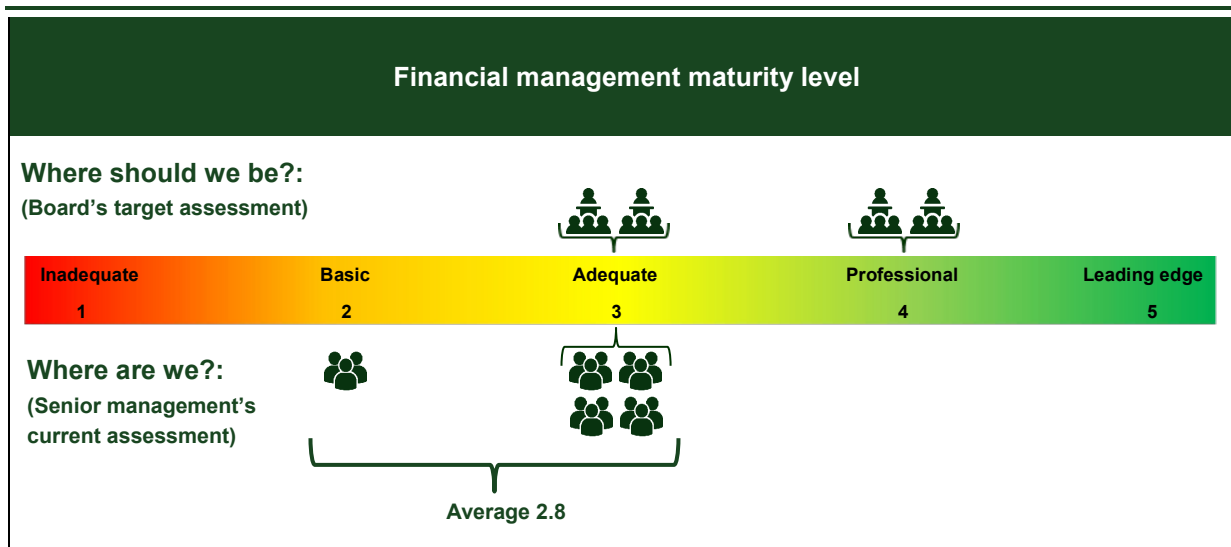 Financial management maturity level
Where should we be?:
(Board's target assessment)
Inadequate Basic Adequate Professional Leading edge
1 2 3 4 5
Where are we?:
(Senior management's
current assessment)
Average 2.8